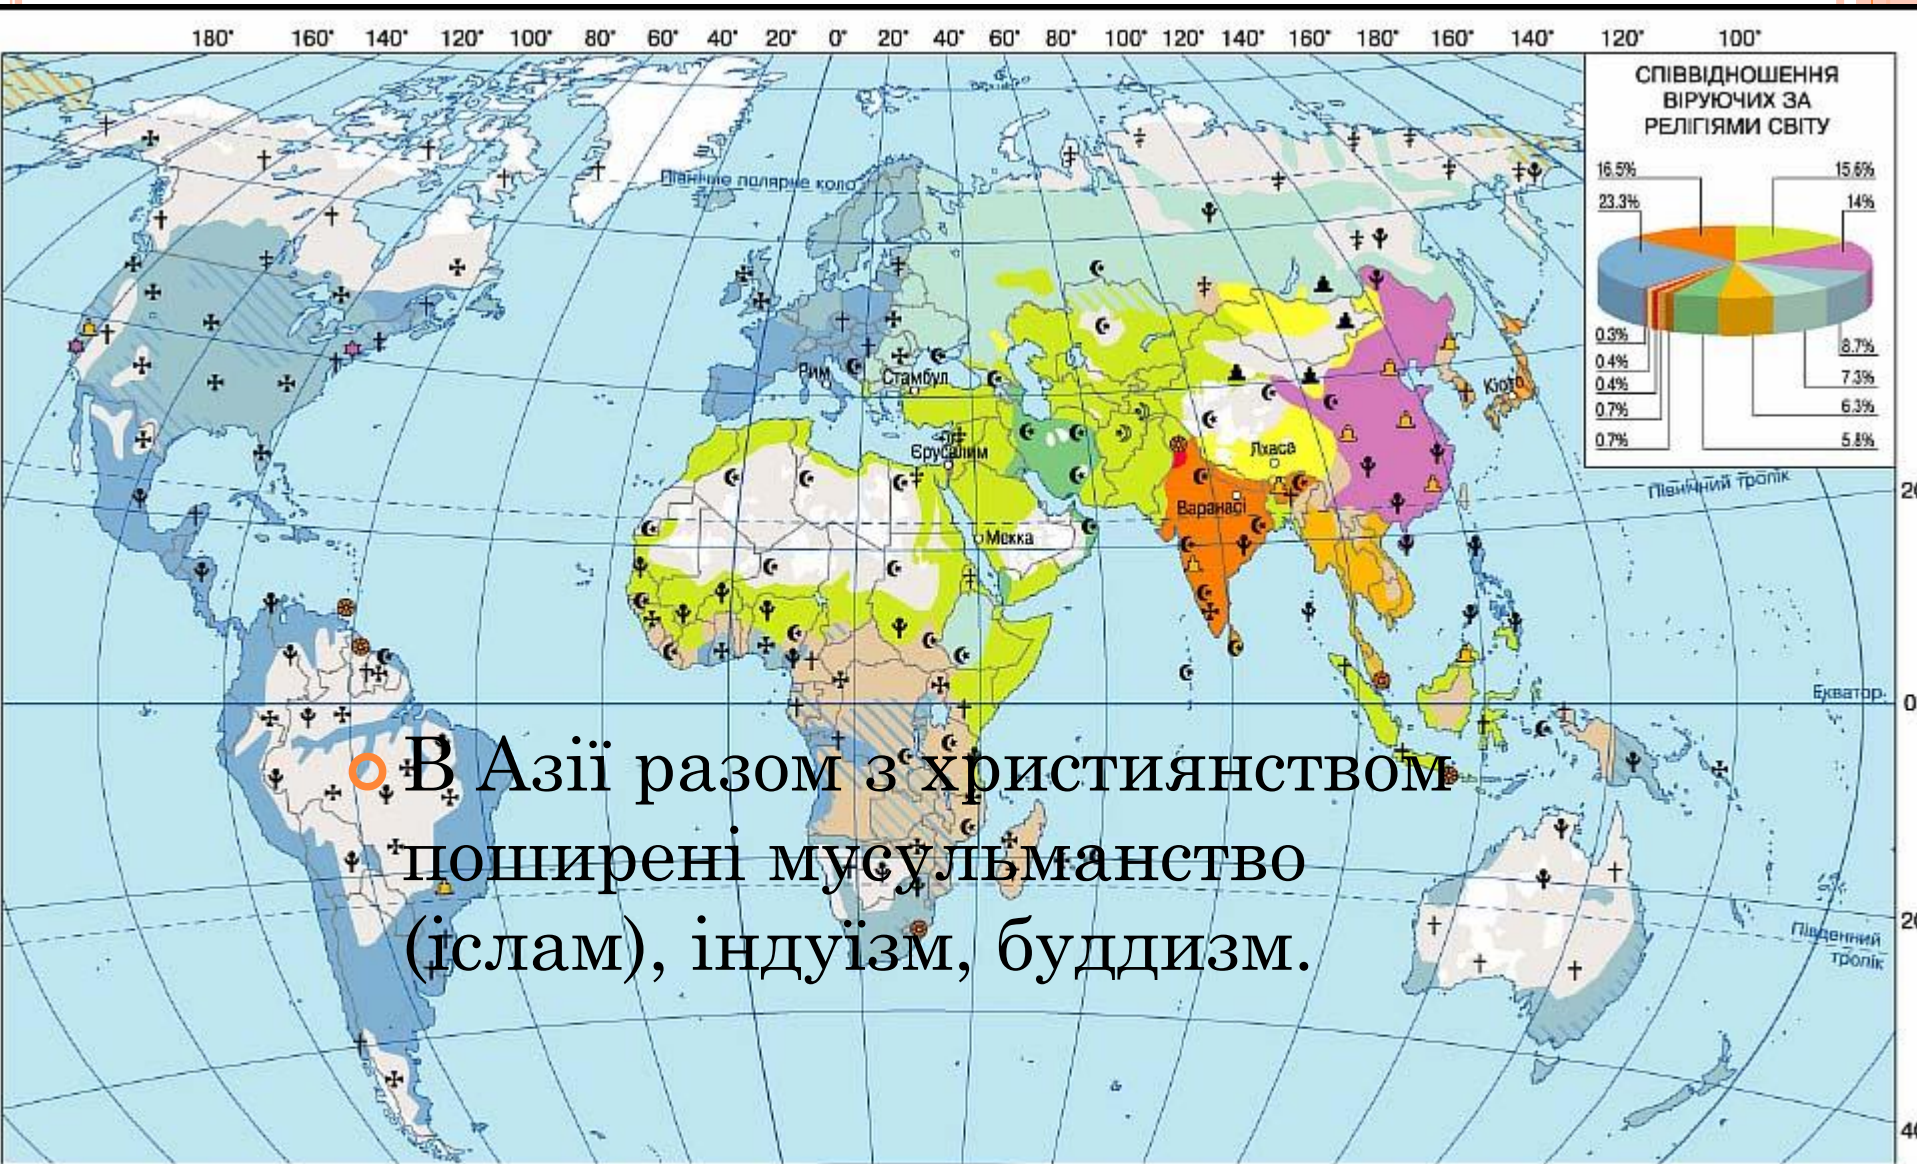 180° 160° 140° 120° 100° 80° 60° 40° 20° 0° 20° 40° 60° 80° 100° 120° 140° 160° 180° 160° 140° 120° 100°
СПІВВІДНОШЕННЯ
ВІРУЮЧИХ ЗА
РЕЛІГІЯМИ СВІТУ
16.5% 15.6%
23.3% 14%
0.3%
8.7%
0.4%
0.4% 7.3%
0.7% 6.3%
0.7% 5.8%
Північне полярне коло
Рим
Стамбул
Кіото
Єрусалим
Лхаса
Північний тропік
20
Варанасі
Мекка
Екватор
0
В Азії разом з християнством
поширені мусульманство
(іслам), індуїзм, буддизм.
20
Південний
тропік
40